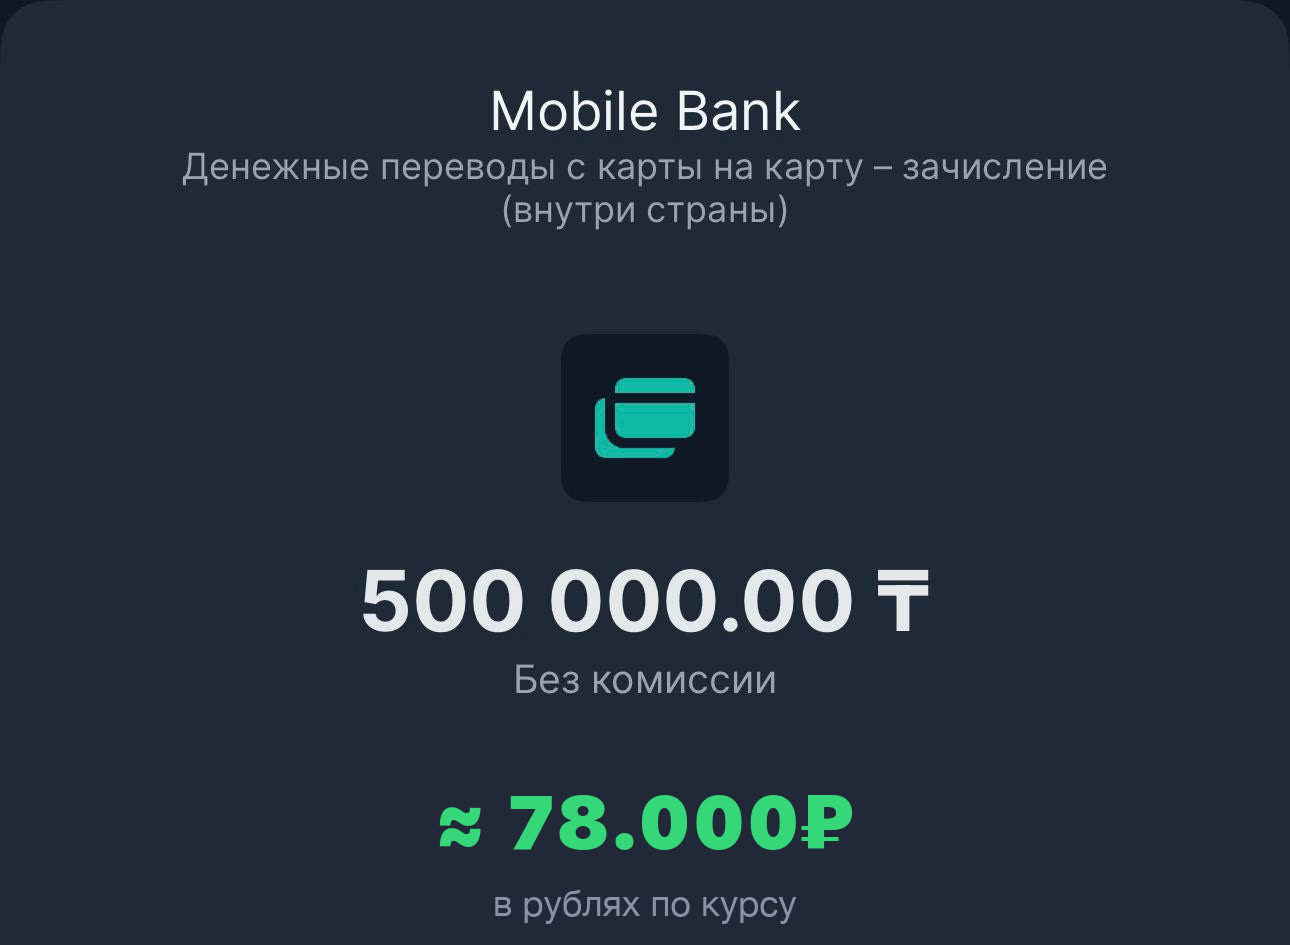 Mobile Bank
Денежные переводы с карты на карту – зачисление
(внутри страны)
500 000.00 ₸
Без комиссии
≈ 78.000₽
в рублях по курсу